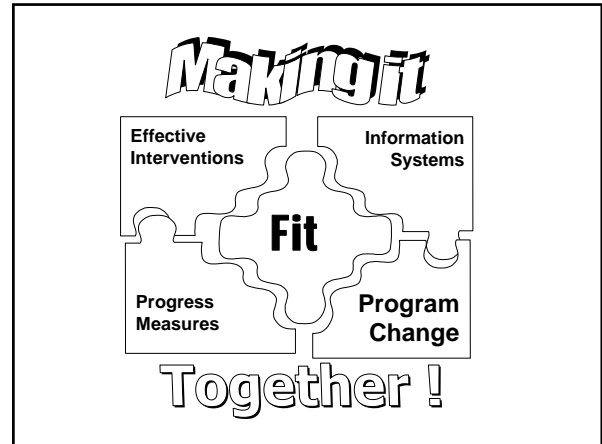 Making it
Effective
Interventions
Information
Systems
Fit
Progress
Measures
Program
Change
Together !